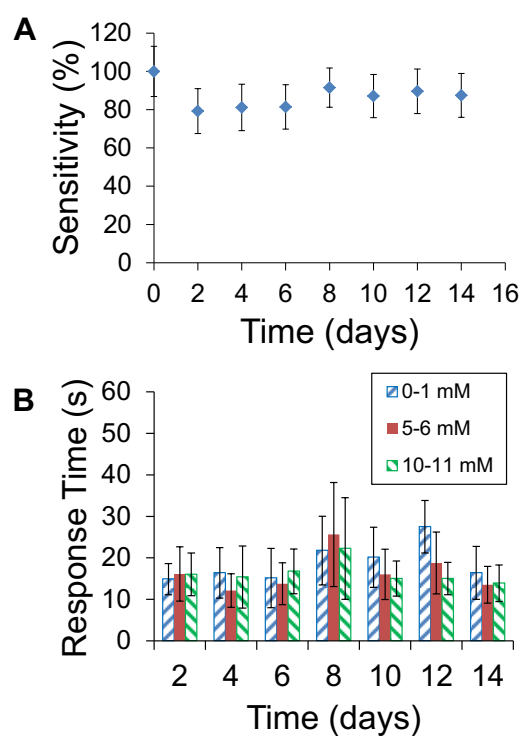 A
Sensitivity (%)
120
100
80
60
40
20
0
0 2 4 6 8 10 12 14 16
Time (days)
B
Response Time (s)
60
50
40
30
20
10
0
0-1 mM
5-6 mM
10-11 mM
2 4 6 8 10 12 14
Time (days)